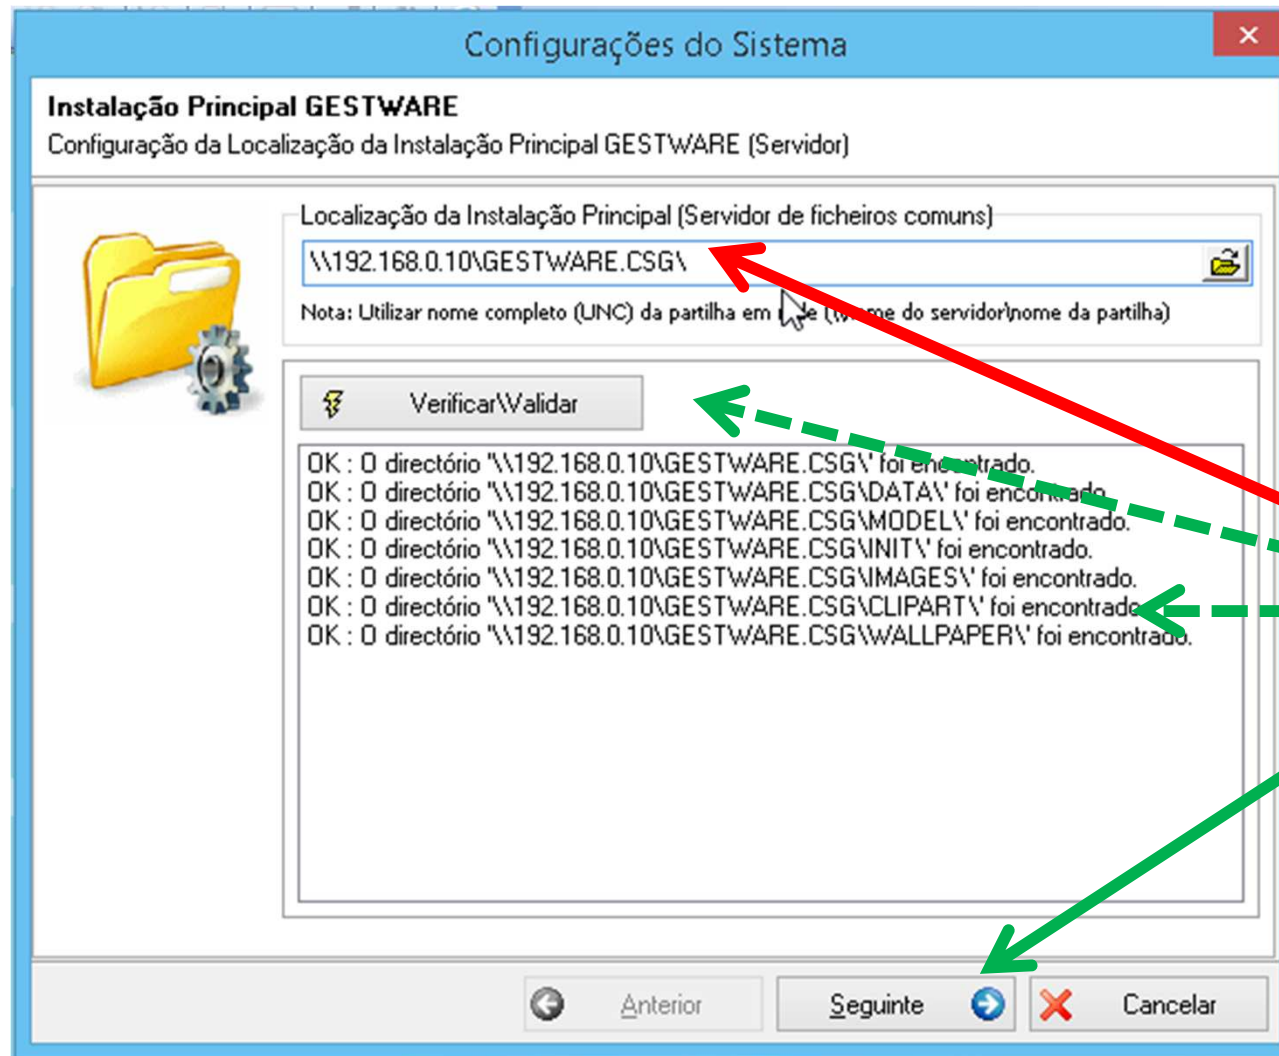 Configurações do Sistema
Instalação Principal GESTWARE
Configuração da Localização da Instalação Principal GESTWARE (Servidor)
Localização da Instalação Principal (Servidor de ficheiros comuns)
\\192.168.0.10\GESTWARE.CSG\
Nota: Utilizar nome completo (UNC) da partilha em do servidor\nome da partilha)
Verificar\Validar
OK : O directório "\\192.168.0.10\GESTWARE.CSG\' foi encontrado.
OK : O directório "\\192.168.0.10\GESTWARE.CSG\DATA\' foi encontrado.
OK : O directório "\\192.168.0.10\GESTWARE.CSG\MODEL\' foi encontrado.
OK : O directório "\\192.168.0.10\GESTWARE.CSG\INIT\' foi encontrado.
OK : O directório "\\192.168.0.10\GESTWARE.CSG\IMAGES\' foi encontrado.
OK : O directório "\\192.168.0.10\GESTWARE.CSG\CLIPART\' foi encontrado
OK : O directório "\\192.168.0.10\GESTWARE.CSG\WALLPAPER\' foi encontrado.
Anterior
Seguinte
Cancelar